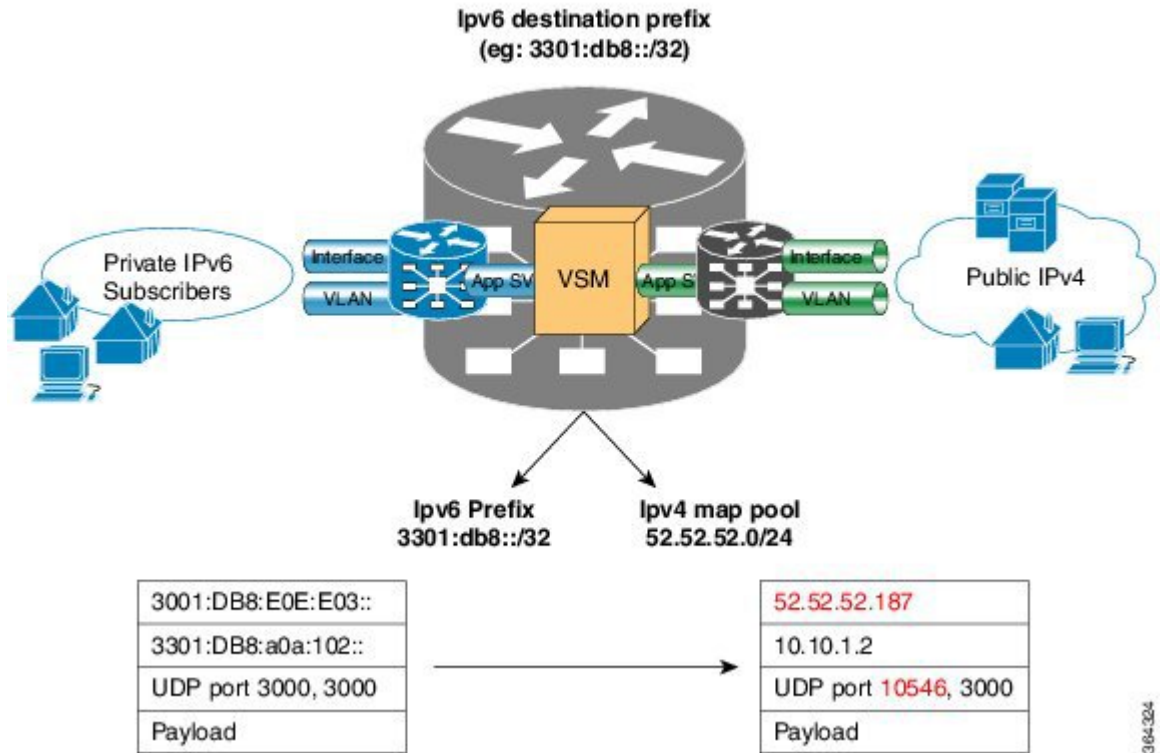 Ipv6 destination prefix
(eg: 3301:db8::/32)
Private IPv6
Subscribers
Interface
VLAN
App SV
VSM
App S
Interface
VLAN
Public IPv4
Ipv6 Prefix
3301:db8::/32
Ipv4 map pool
52.52.52.0/24
3001:DB8:E0E:E03::
3301:DB8:a0a:102::
UDP port 3000, 3000
Payload
52.52.52.187
10.10.1.2
UDP port 10546, 3000
Payload
364324